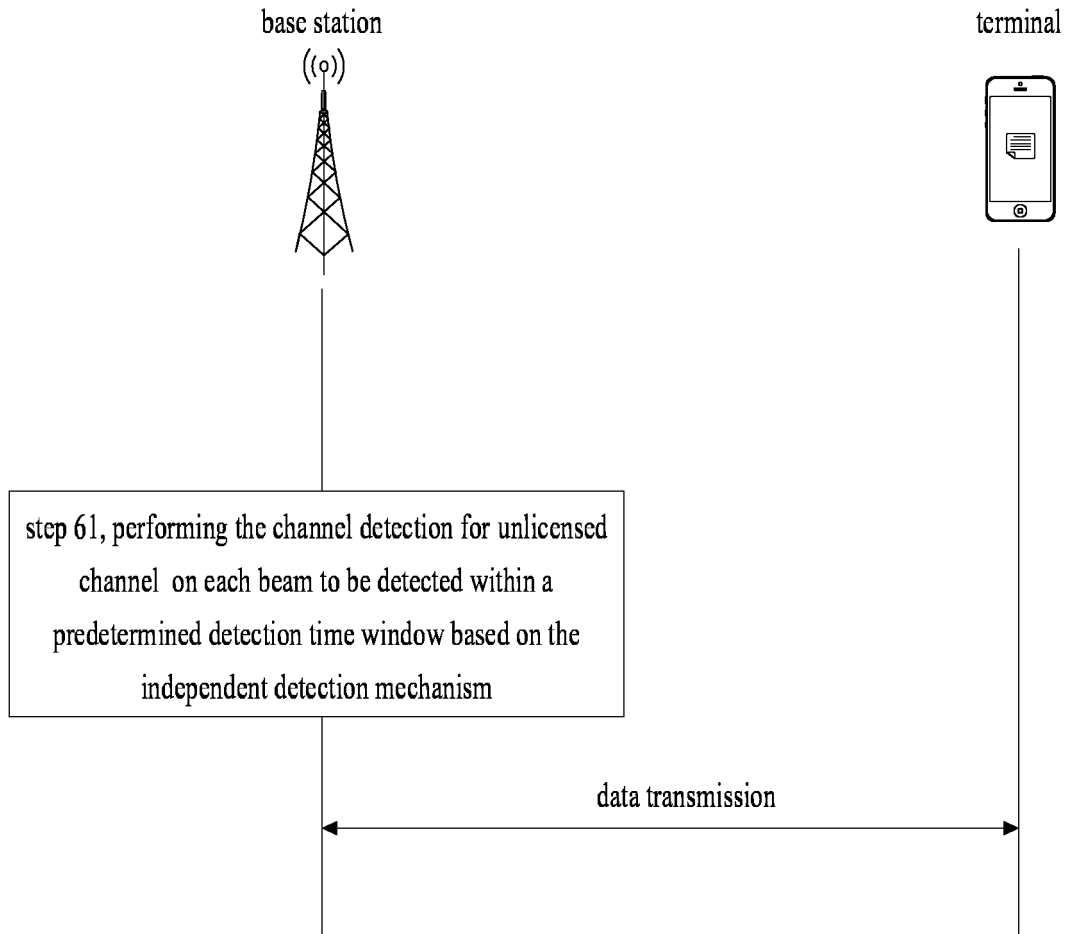 base station
terminal
step 61, performing the channel detection for unlicensed
channel on each beam to be detected within a
predetermined detection time window based on the
independent detection mechanism
data transmission